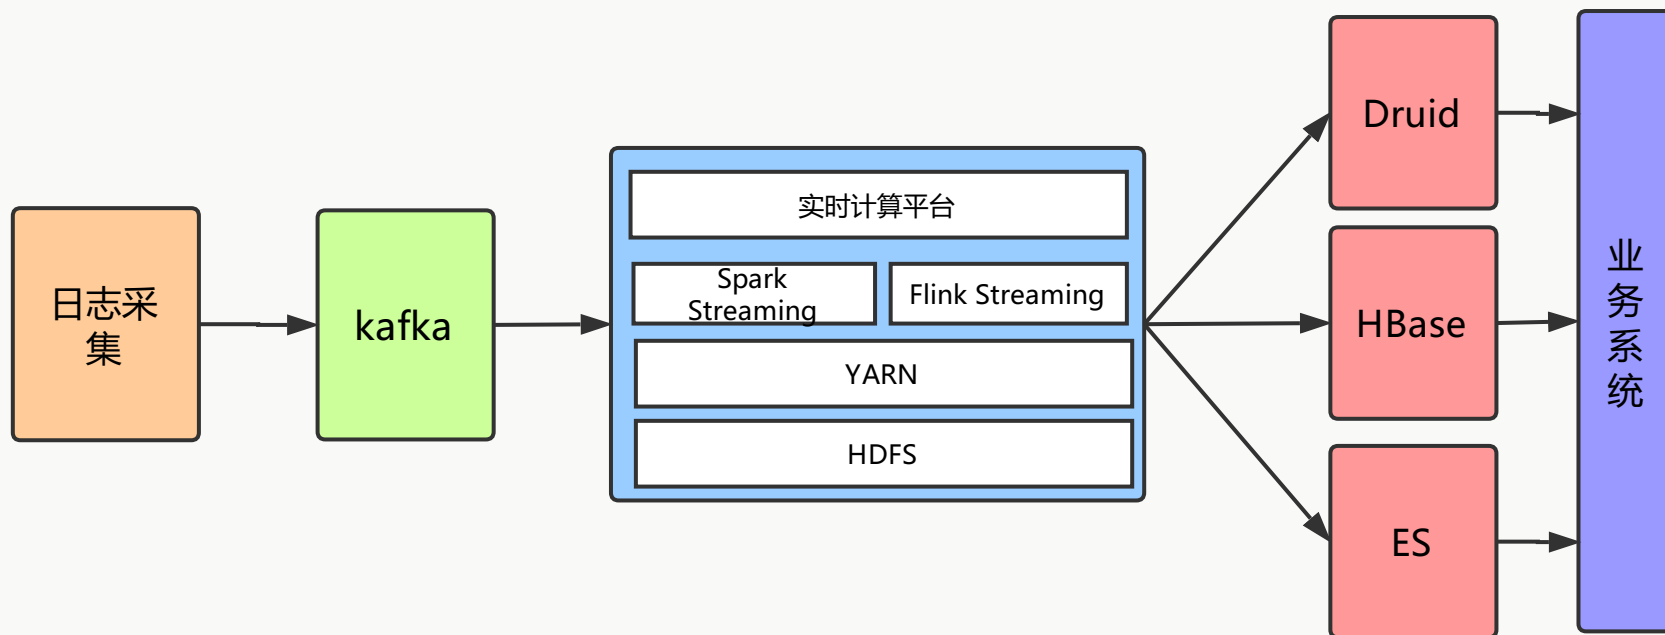 日志采
集
kafka
实时计算平台
Spark
Streaming
Flink Streaming
YARN
HDFS
Druid
HBase
ES
业
务
系
统